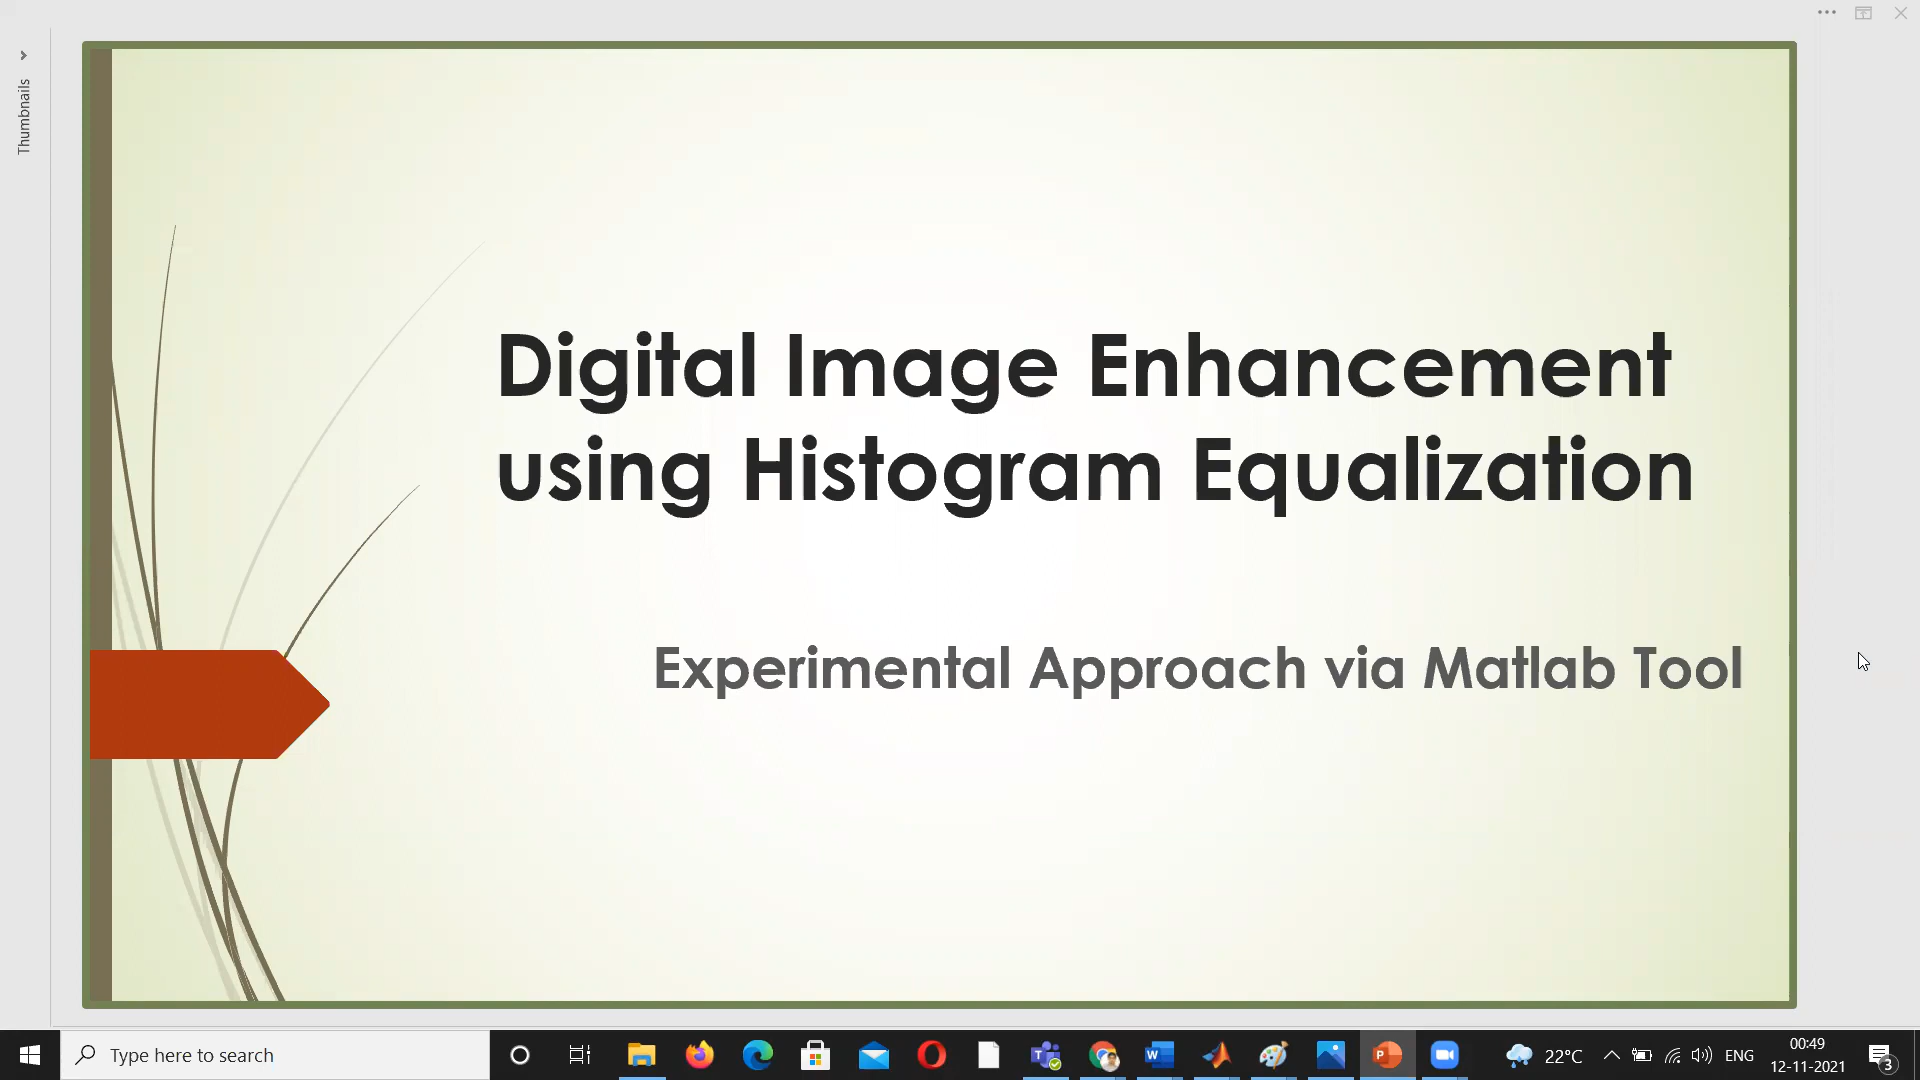 Thumbnails
Digital Image Enhancement
using Histogram Equalization
Experimental Approach via Matlab Tool
Type here to search
22°C
ENG
00:49
12-11-2021
3